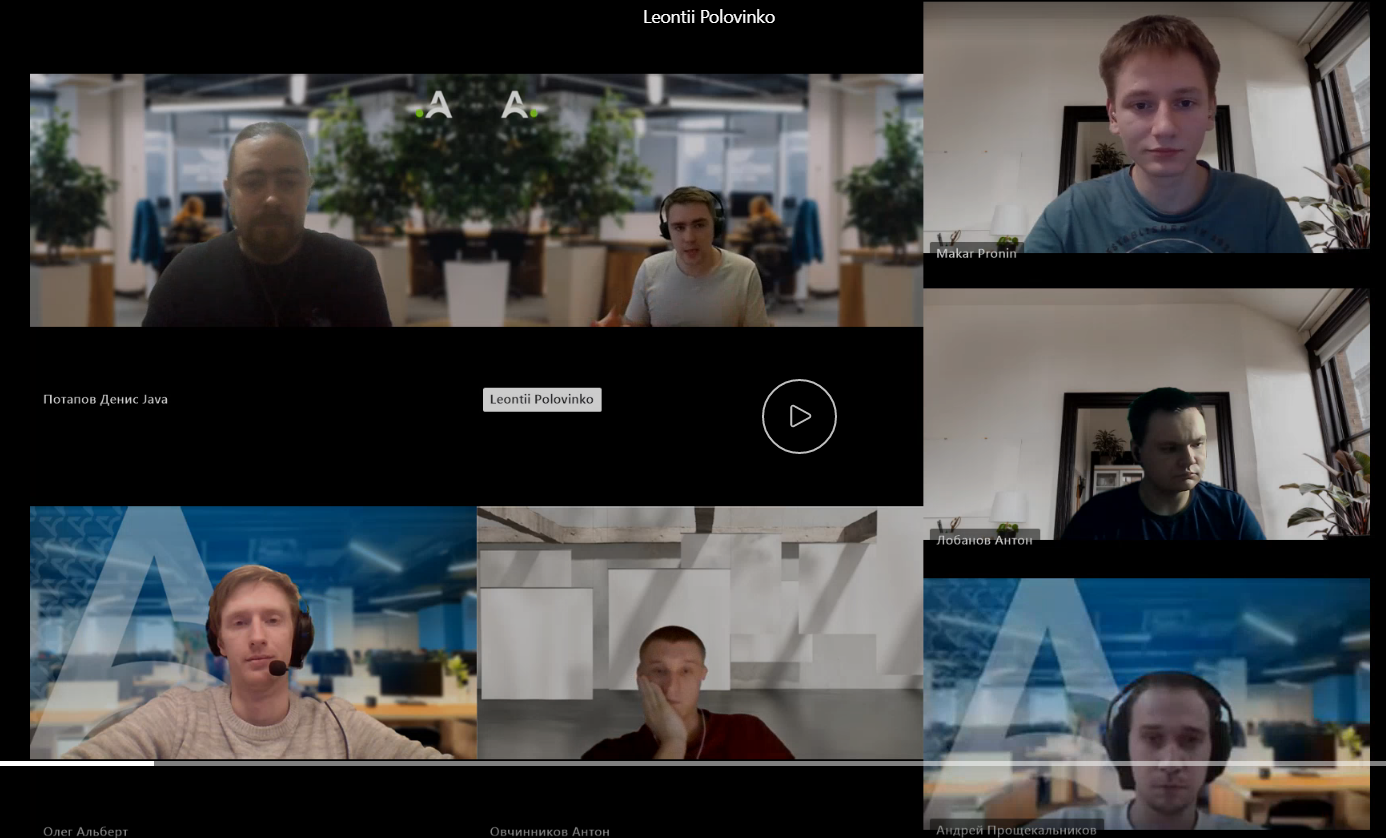 Leontii Polovinko
Makar Pronin
Потапов Денис Java
Leontii Polovinko
Лобанов Антон
Олег Альберт
Овчинников Антон
Андрей Прощекальников